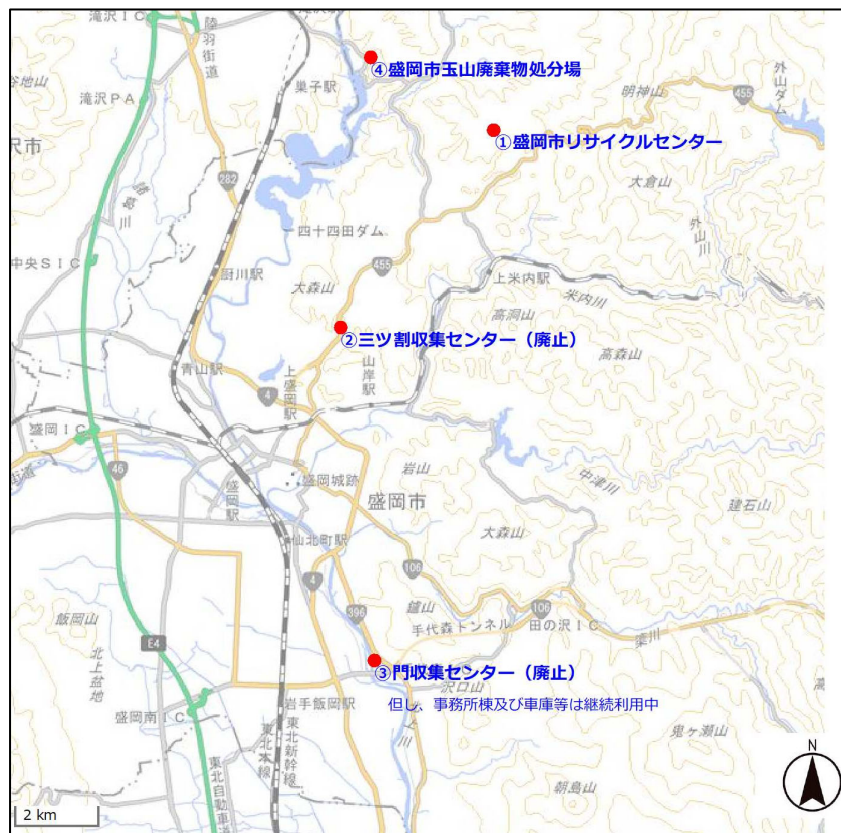 滝沢IC
陸羽街道
巣子駅
④盛岡市玉山廃棄物処分場
滝沢PA
明神山
455
外山ダム
①盛岡市リサイクルセンター
大倉山
282
諸葛川
外山川
四十四田ダム
中央SIC
厨川駅
455
上米内駅
米内川
大森山
高洞山
②三ツ割収集センター（廃止）
高森山
青山駅
上盛岡駅
山岸駅
4
盛岡IC
46
街道
盛岡駅
盛岡城跡
岩山
盛岡市
中津川
建石山
大森山
仙北町駅
4
106
飯岡山
396
鑪山
106
手代森トンネル
田の沢IC
簗川
E4
北上盆地
③門収集センター（廃止）
沢口山
但し、事務所棟及び車庫等は継続利用中
岩手飯岡駅
盛岡南IC
東北本線
東北新幹線
東北自動車道
上川
鬼ヶ瀬山
朝島山
N
2 km